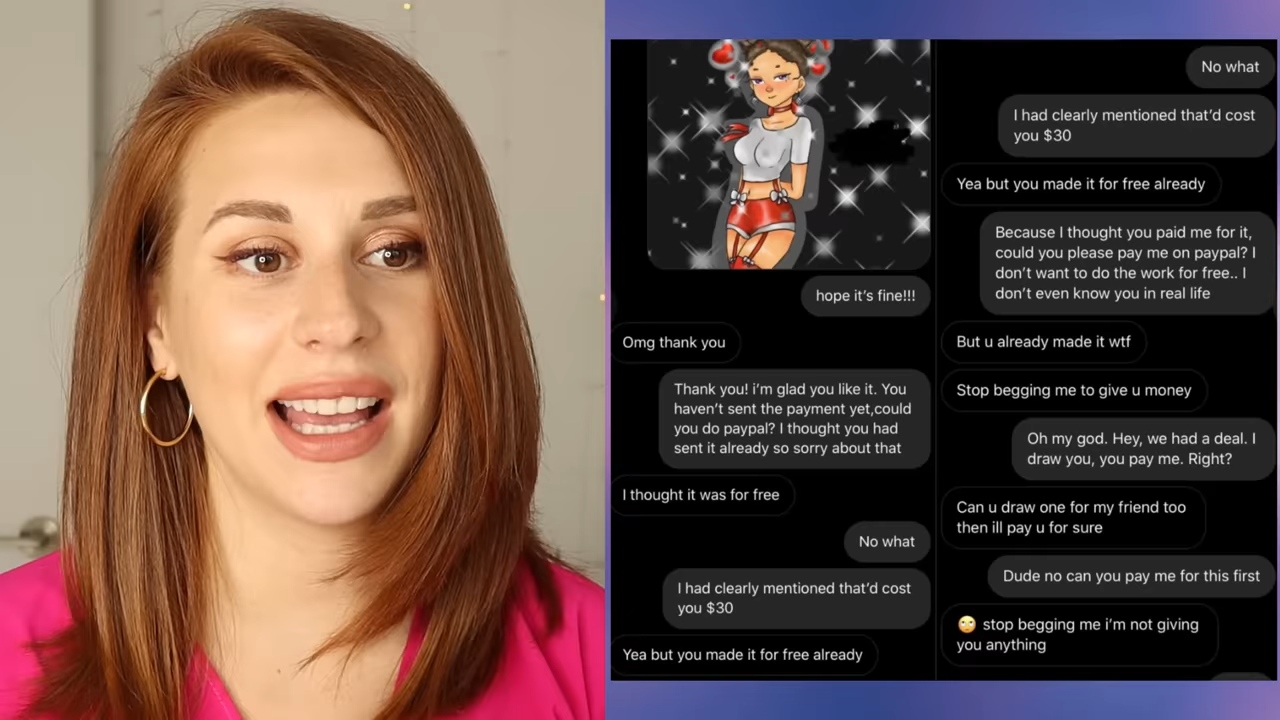 hope it's fine!!!
Omg thank you
Thank you! i'm glad you like it. You
haven't sent the payment yet,could
you do paypal? I thought you had
sent it already so sorry about that
I thought it was for free
No what
I had clearly mentioned that'd cost
you $30
Yea but you made it for free already
No what
I had clearly mentioned that'd cost
you $30
Yea but you made it for free already
Because I thought you paid me for it,
could you please pay me on paypal? I
don't want to do the work for free.. I
don't even know you in real life
But u already made it wtf
Stop begging me to give u money
Oh my god. Hey, we had a deal. I
draw you, you pay me. Right?
Can u draw one for my friend too
then ill pay u for sure
Dude no can you pay me for this first
🙄 stop begging me i'm not giving
you anything